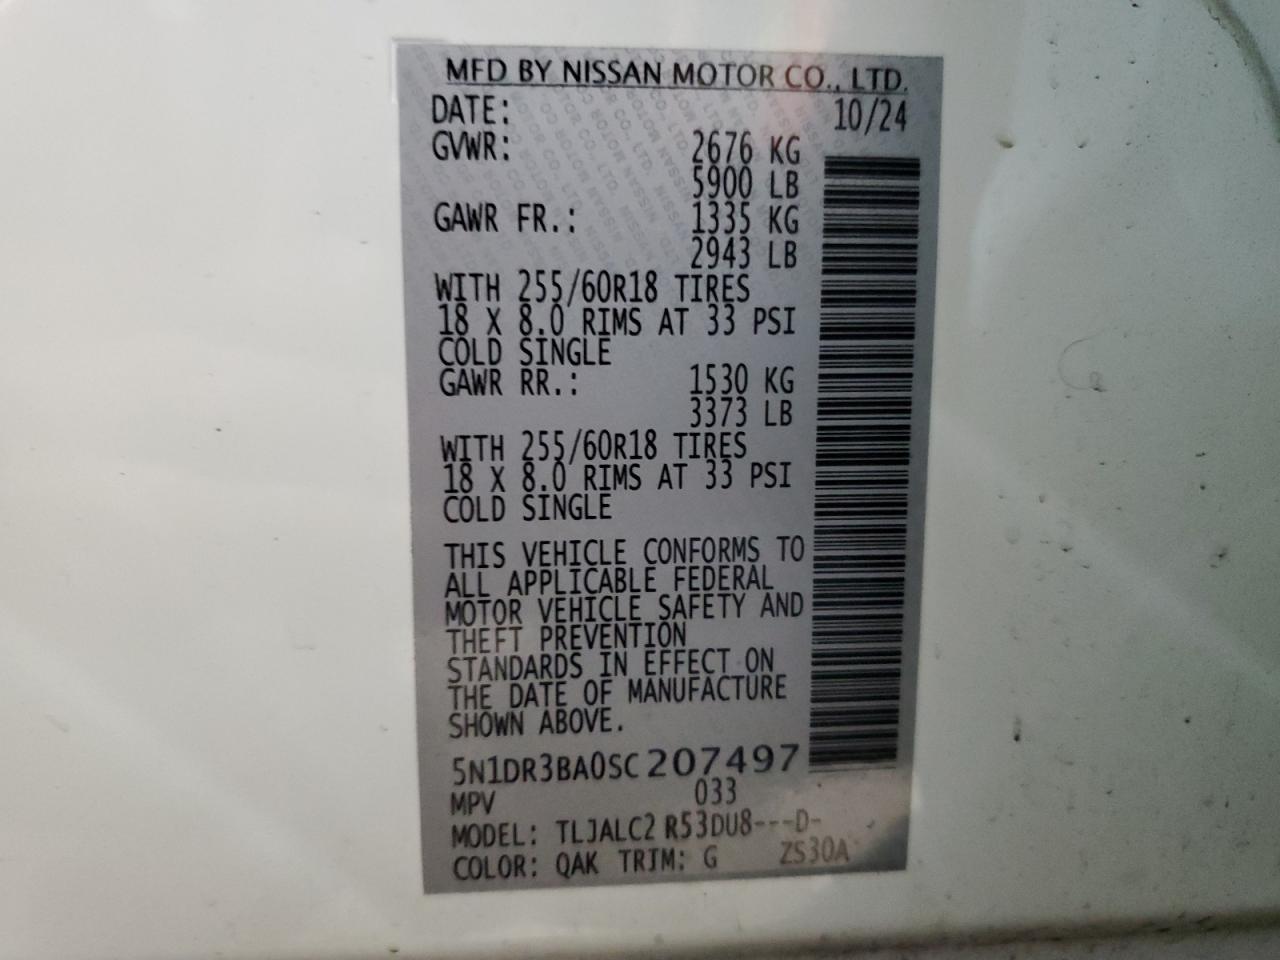 MFD BY NISSAN MOTOR CO., LTD.
DATE: 10/24
GVWR: 2676 KG
5900 LB
GAWR FR.: 1335 KG
2943 LB
WITH 255/60R18 TIRES
18 X 8.0 RIMS AT 33 PSI
COLD SINGLE
GAWR RR.: 1530 KG
3373 LB
WITH 255/60R18 TIRES
18 X 8.0 RIMS AT 33 PSI
COLD SINGLE
THIS VEHICLE CONFORMS TO
ALL APPLICABLE FEDERAL
MOTOR VEHICLE SAFETY AND
THEFT PREVENTION
STANDARDS IN EFFECT ON
THE DATE OF MANUFACTURE
SHOWN ABOVE.
5N1DR3BA0SC207497
MPV 033
MODEL: TLJALC2 R53DU8---D-
COLOR: QAK TRIM: G ZS30A